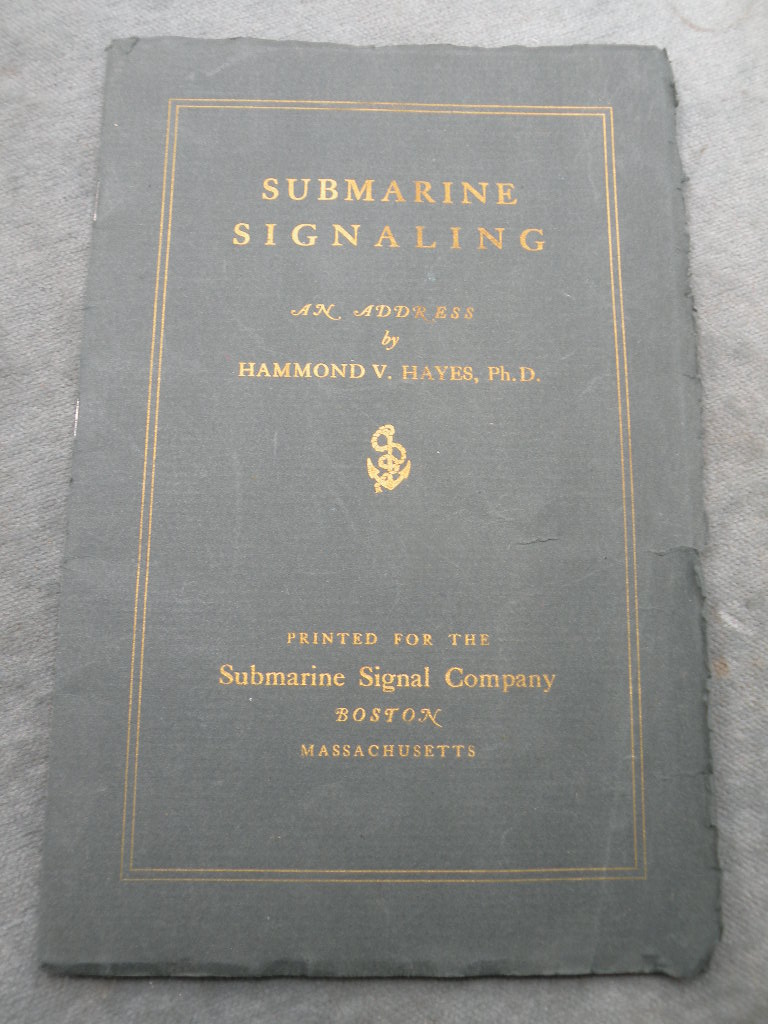 SUBMARINE
SIGNALING
AN ADDRESS
by
HAMMOND V. HAYES, Ph.D.
PRINTED FOR THE
Submarine Signal Company
BOSTON
MASSACHUSETTS